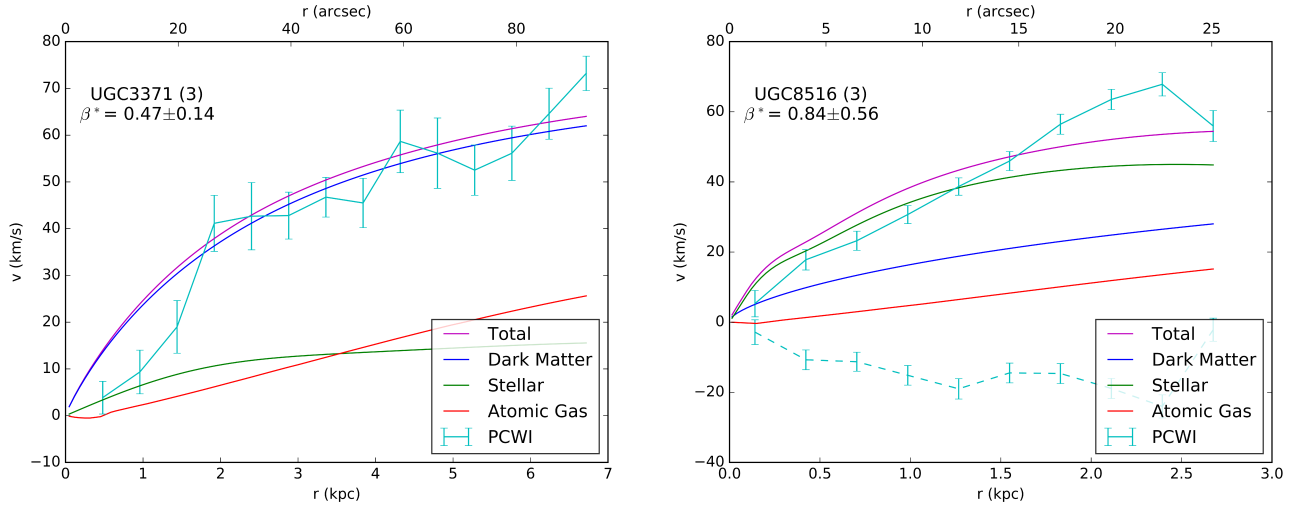 r (arcsec)
0 20 40 60 80
80
70
60
50
40
30
20
10
0
−10
v (km/s)
UGC3371 (3)
β* = 0.47±0.14
Total
Dark Matter
Stellar
Atomic Gas
PCWI
0 1 2 3 4 5 6 7
r (kpc)
r (arcsec)
0 5 10 15 20 25
80
60
40
20
0
−20
−40
v (km/s)
UGC8516 (3)
β* = 0.84±0.56
Total
Dark Matter
Stellar
Atomic Gas
PCWI
0.0 0.5 1.0 1.5 2.0 2.5 3.0
r (kpc)